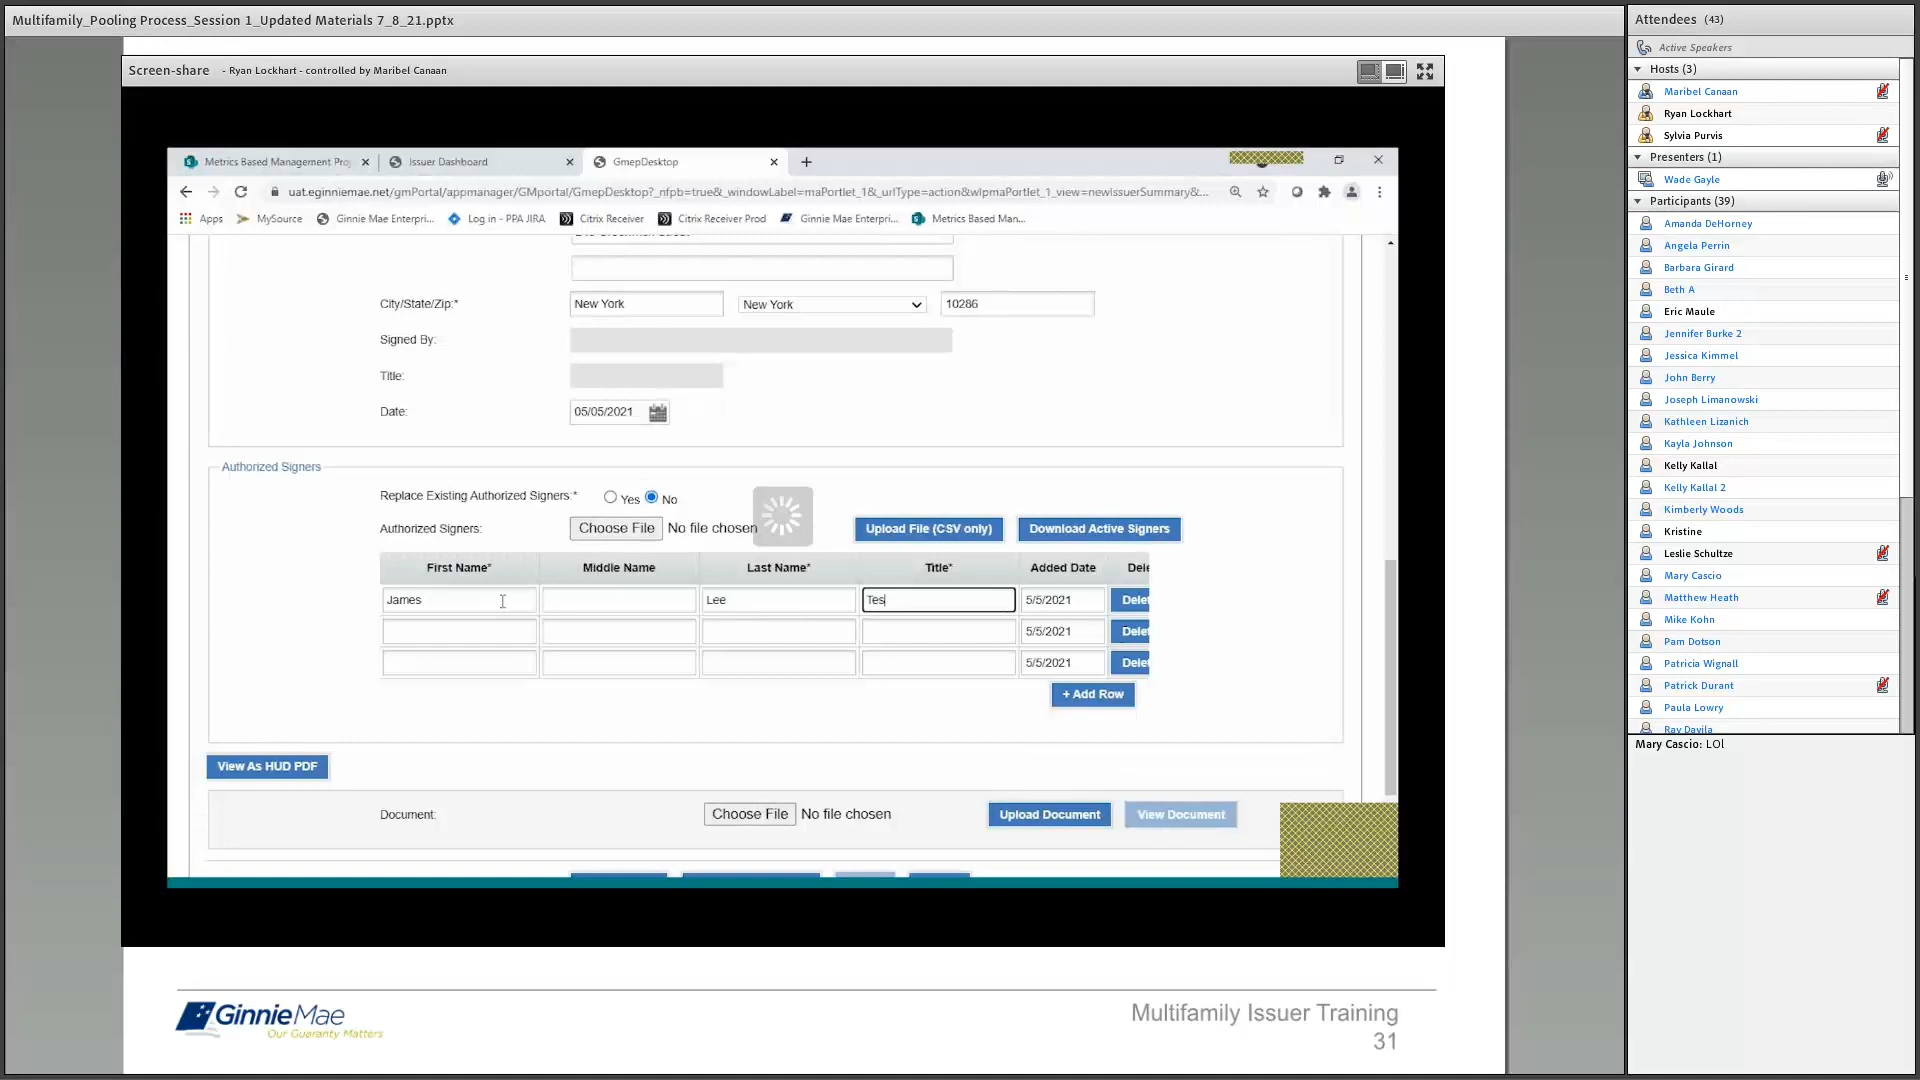 Multifamily_Pooling Process_Session 1_Updated Materials 7_8_21.pptx
Screen-share - Ryan Lockhart - controlled by Maribel Canaan
Metrics Based Management Pro
Issuer Dashboard
GmepDesktop
uat.eginniemae.net/gmPortal/appmanager/GMportal/GmepDesktop?_nfpb=true&_windowLabel=maPortlet_1&_urlType=action&wlpmaPortlet_1_view=newIssuerSummary&...
Apps MySource Ginnie Mae Enterpri... Log in - PPA JIRA Citrix Receiver Citrix Receiver Prod Ginnie Mae Enterpri... Metrics Based Man...
City/State/Zip:* New York New York 10286
Signed By:
Title:
Date: 05/05/2021
Authorized Signers
Replace Existing Authorized Signers:* Yes No
Authorized Signers: Choose File No file chosen Upload File (CSV only) Download Active Signers
First Name* Middle Name Last Name* Title* Added Date Dele
James Lee Tes 5/5/2021 Delet
5/5/2021 Delet
5/5/2021 Delet
+ Add Row
View As HUD PDF
Document: Choose File No file chosen Upload Document View Document
GinnieMae
Our Guaranty Matters
Multifamily Issuer Training
31
Attendees (43)
Active Speakers
Hosts (3)
Maribel Canaan
Ryan Lockhart
Sylvia Purvis
Presenters (1)
Wade Gayle
Participants (39)
Amanda DeHorney
Angela Perrin
Barbara Girard
Beth A
Eric Maule
Jennifer Burke 2
Jessica Kimmel
John Berry
Joseph Limanowski
Kathleen Lizanich
Kayla Johnson
Kelly Kallal
Kelly Kallal 2
Kimberly Woods
Kristine
Leslie Schultze
Mary Cascio
Matthew Heath
Mike Kohn
Pam Dotson
Patricia Wignall
Patrick Durant
Paula Lowry
Ray Davila
Mary Cascio: LOl